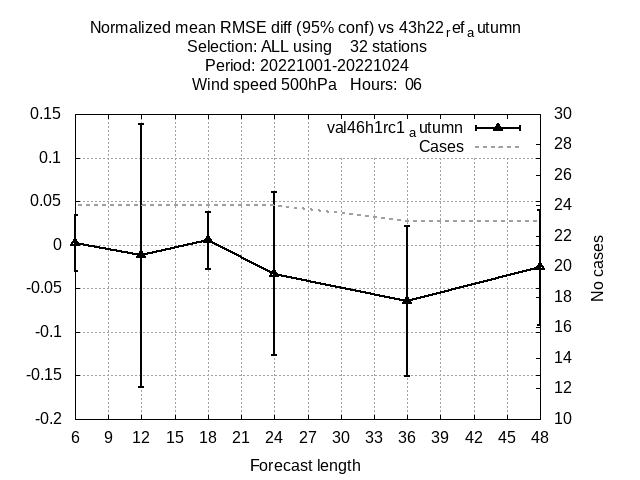 Normalized mean RMSE diff (95% conf) vs 43h22refautumn
Selection: ALL using 32 stations
Period: 20221001-20221024
Wind speed 500hPa Hours: 06
val46h1rc1autumn
Cases
0.15
0.1
0.05
0
-0.05
-0.1
-0.15
-0.2
30
28
26
24
22
20
18
16
14
12
10
No cases
6 9 12 15 18 21 24 27 30 33 36 39 42 45 48
Forecast length